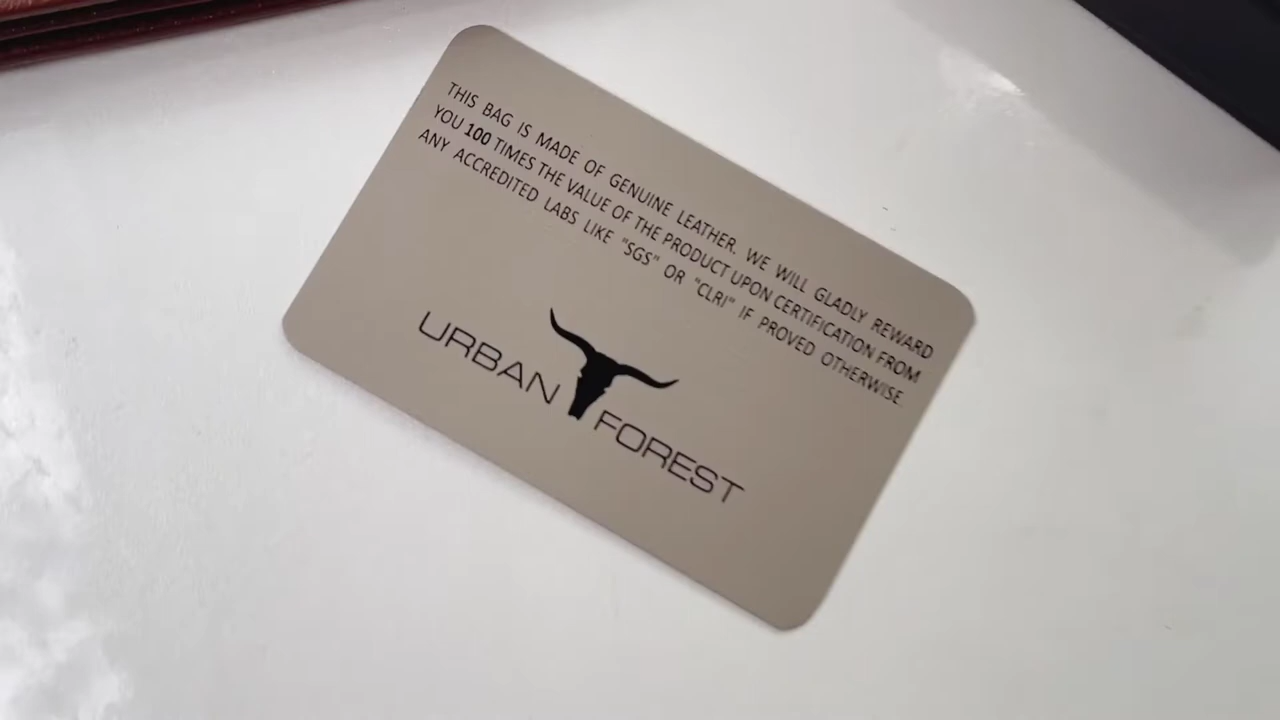 THIS BAG IS MADE OF GENUINE LEATHER. WE WILL GLADLY REWARD
YOU 100 TIMES THE VALUE OF THE PRODUCT UPON CERTIFICATION FROM
ANY ACCREDITED LABS LIKE "SGS" OR "CLRI" IF PROVED OTHERWISE.
URBAN FOREST